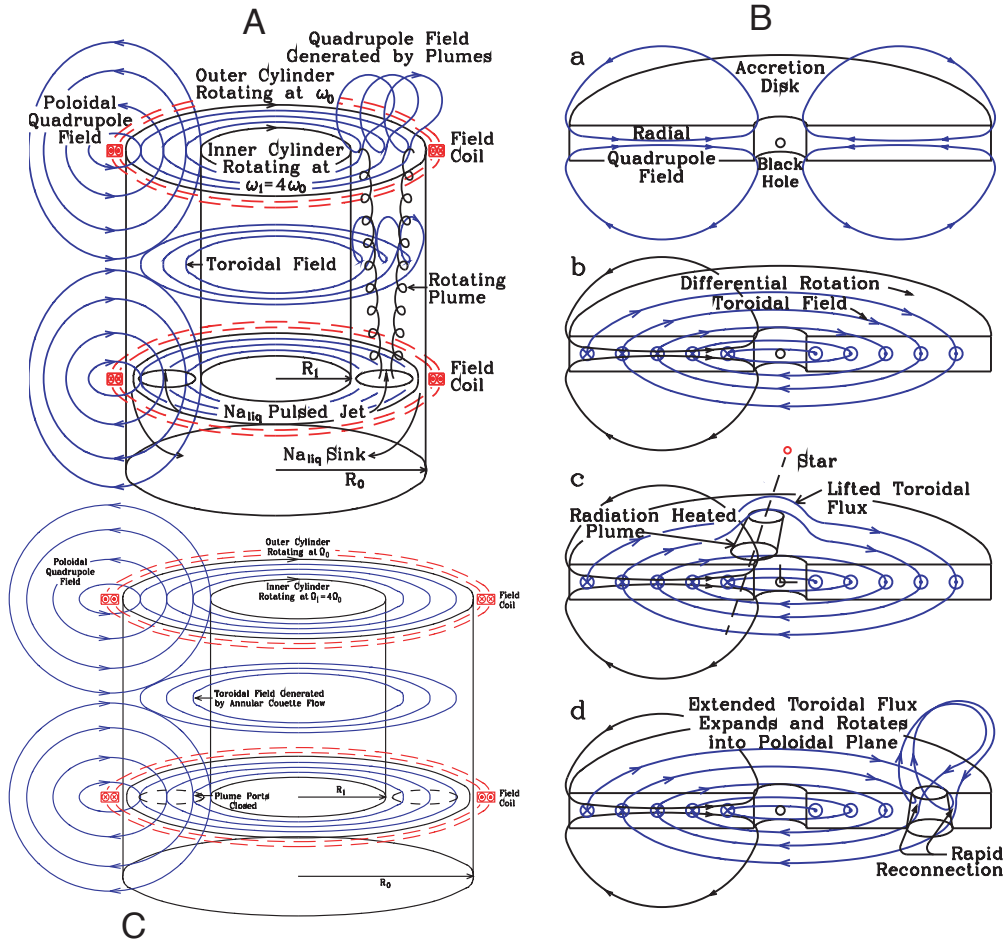 A
Quadrupole Field
Generated by Plumes
Outer Cylinder
Rotating at ω₀
Poloidal
Quadrupole
Field
Field
Coil
Inner Cylinder
Rotating at
ω₁=4ω₀
Toroidal Field
Rotating
Plume
Field
Coil
R₁
Na_liq Pulsed Jet
Na_liq Sink
R₀
B
a
Accretion
Disk
Radial
Quadrupole
Field
Black
Hole
b
Differential Rotation
Toroidal Field
c
Star
Lifted Toroidal
Flux
Radiation Heated
Plume
d
Extended Toroidal Flux
Expands and Rotates
into Poloidal Plane
Rapid
Reconnection
Outer Cylinder
Rotating at Ω₀
Poloidal
Quadrupole
Field
Inner Cylinder
Rotating at Ω₁=4Ω₀
Field
Coil
Toroidal Field Generated
by Annular Couette Flow
Plume Ports
Closed
R₁
Field
Coil
R₀
C